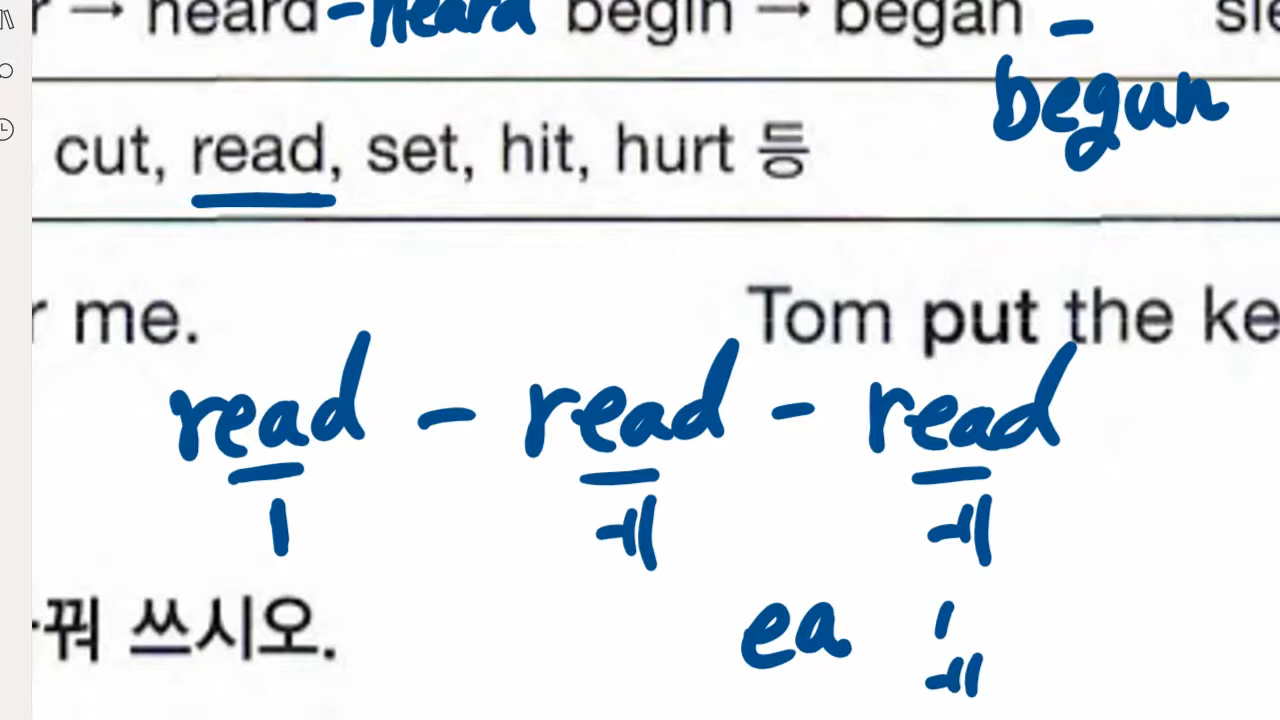 r → heard - heard begin → began - sle
begun
cut, read, set, hit, hurt 등
r me. Tom put the ke
read - read - read
ㅣ ㅔ ㅔ
ea ㅣ
ㅔ
꿔 쓰시오.